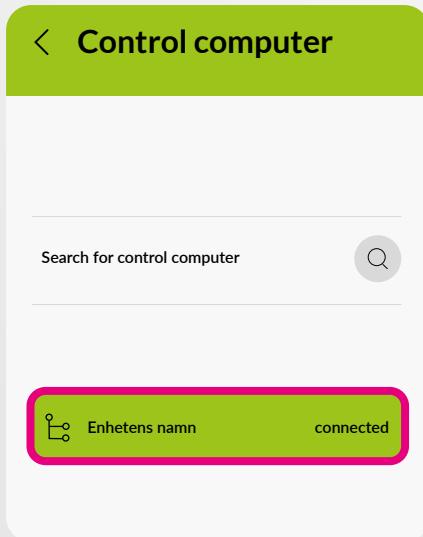 Control computer
Search for control computer
Enhetens namn connected